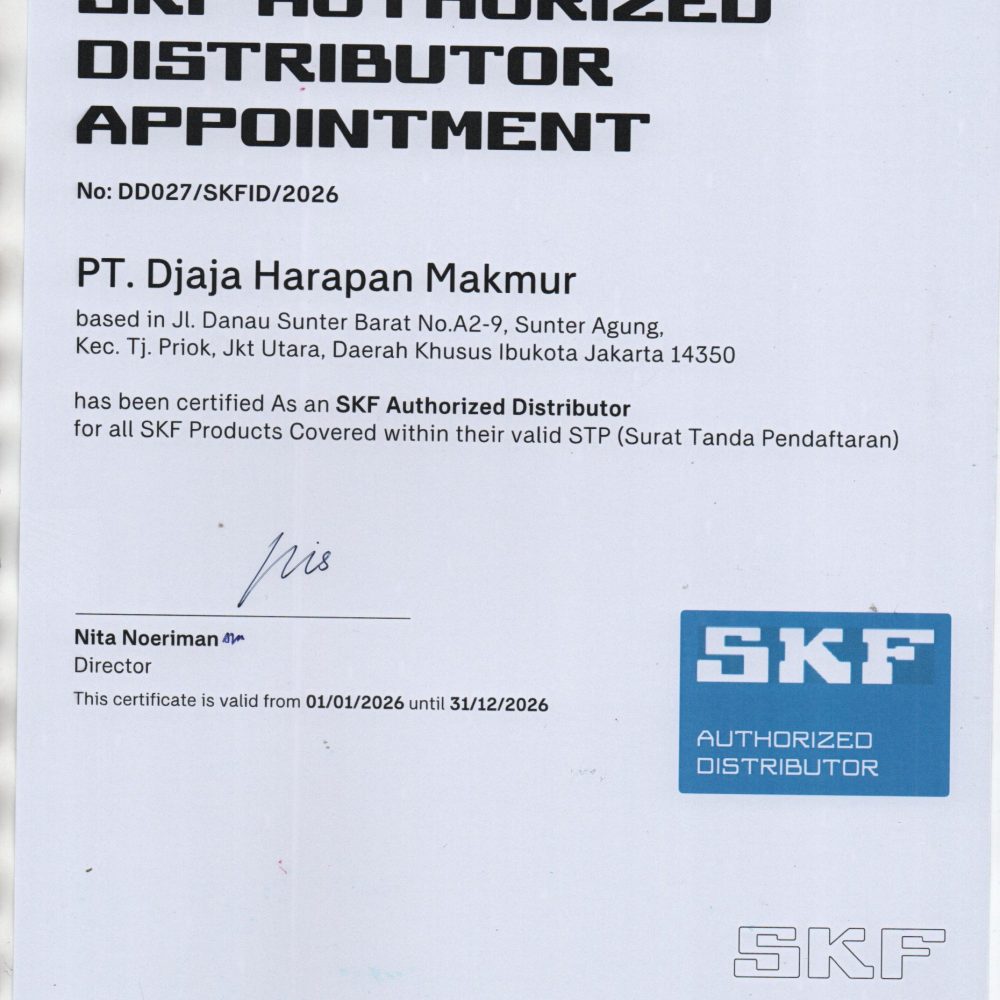 SKF AUTHORIZED
DISTRIBUTOR
APPOINTMENT
No: DD027/SKFID/2026
PT. Djaja Harapan Makmur
based in Jl. Danau Sunter Barat No.A2-9, Sunter Agung,
Kec. Tj. Priok, Jkt Utara, Daerah Khusus Ibukota Jakarta 14350
has been certified As an SKF Authorized Distributor
for all SKF Products Covered within their valid STP (Surat Tanda Pendaftaran)
Nita Noeriman
Director
This certificate is valid from 01/01/2026 until 31/12/2026
SKF
AUTHORIZED
DISTRIBUTOR
SKF